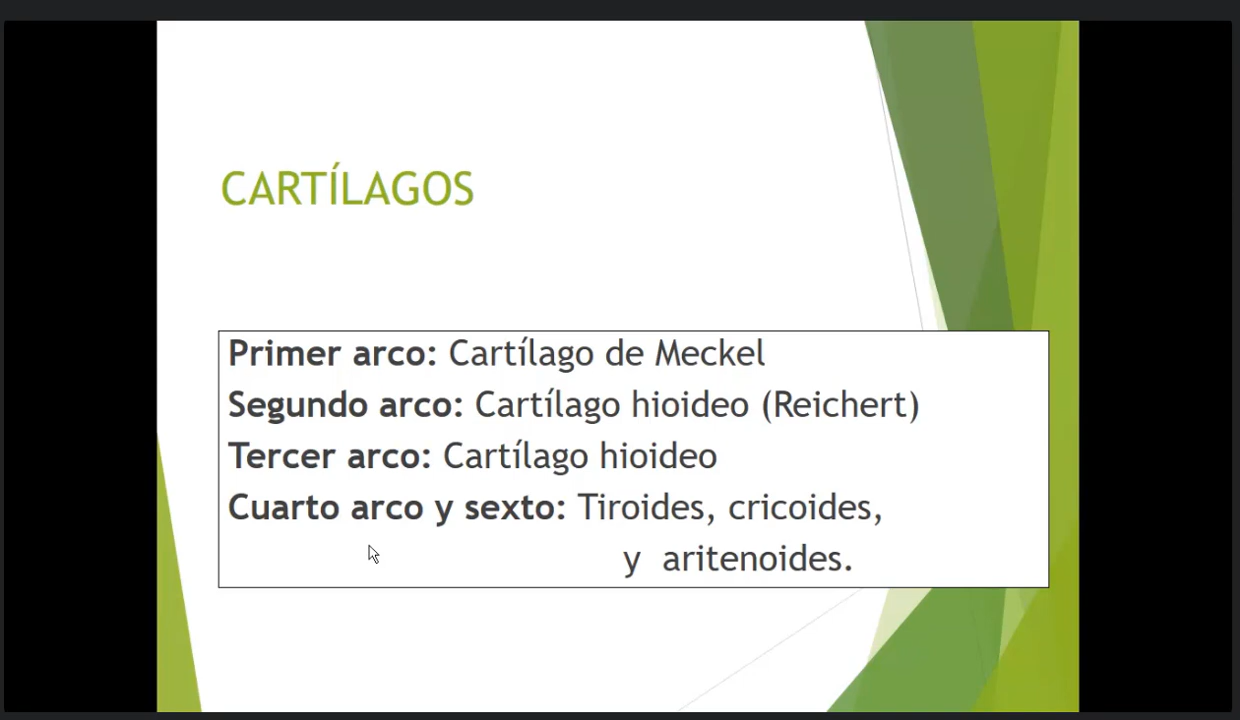 CARTÍLAGOS
Primer arco: Cartílago de Meckel
Segundo arco: Cartílago hioideo (Reichert)
Tercer arco: Cartílago hioideo
Cuarto arco y sexto: Tiroides, cricoides,
y aritenoides.